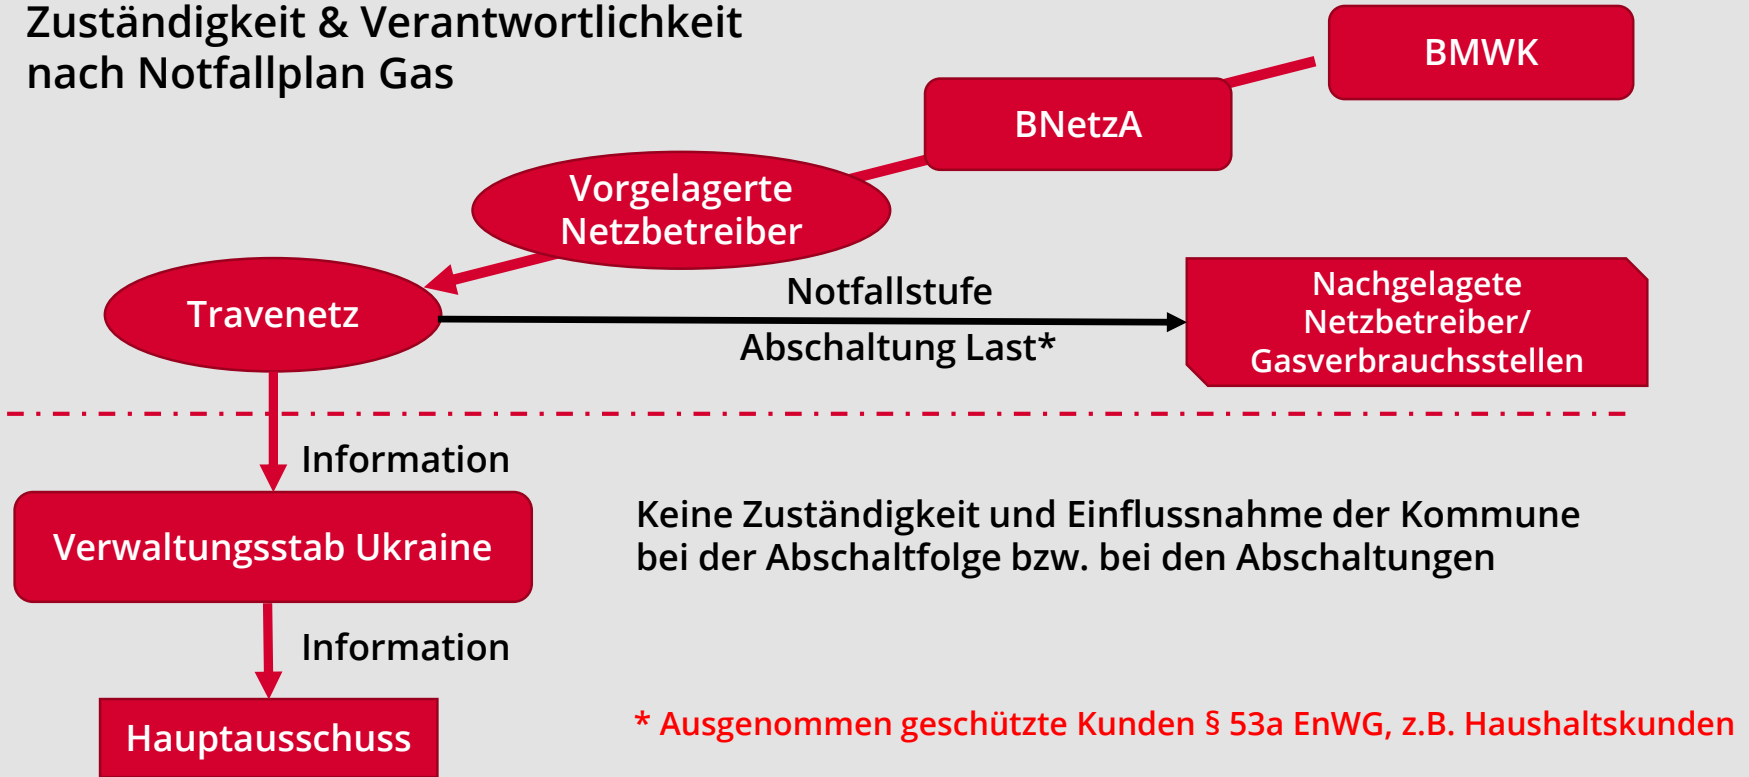 Zuständigkeit & Verantwortlichkeit
nach Notfallplan Gas
BMWK
BNetzA
Vorgelagerte
Netzbetreiber
Travenetz
Notfallstufe
Abschaltung Last*
Nachgelagete
Netzbetreiber/
Gasverbrauchsstellen
Information
Verwaltungsstab Ukraine
Keine Zuständigkeit und Einflussnahme der Kommune
bei der Abschaltfolge bzw. bei den Abschaltungen
Information
Hauptausschuss
* Ausgenommen geschützte Kunden § 53a EnWG, z.B. Haushaltskunden